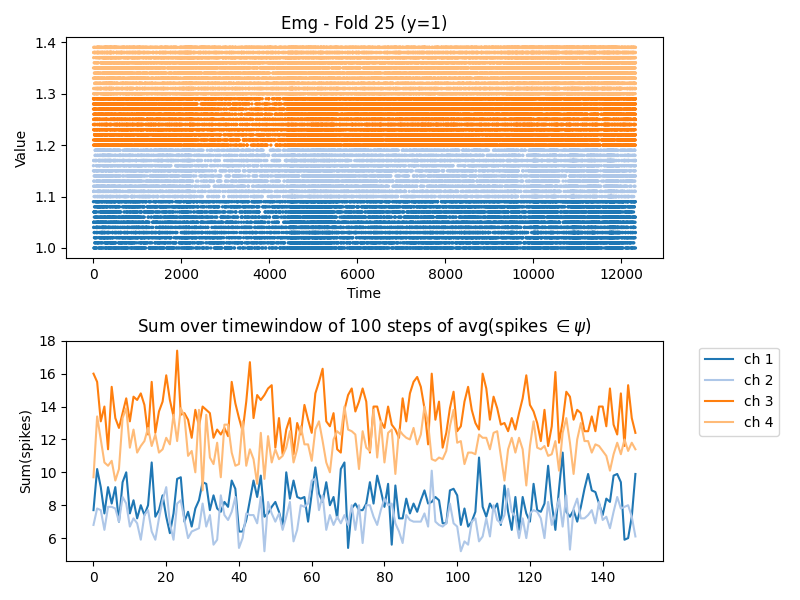 Emg - Fold 25 (y=1)
1.4
1.3
1.2
1.1
1.0
Value
0 2000 4000 6000 8000 10000 12000
Time
Sum over timewindow of 100 steps of avg(spikes ∈ ψ)
18
16
14
12
10
8
6
Sum(spikes)
0 20 40 60 80 100 120 140
ch 1
ch 2
ch 3
ch 4